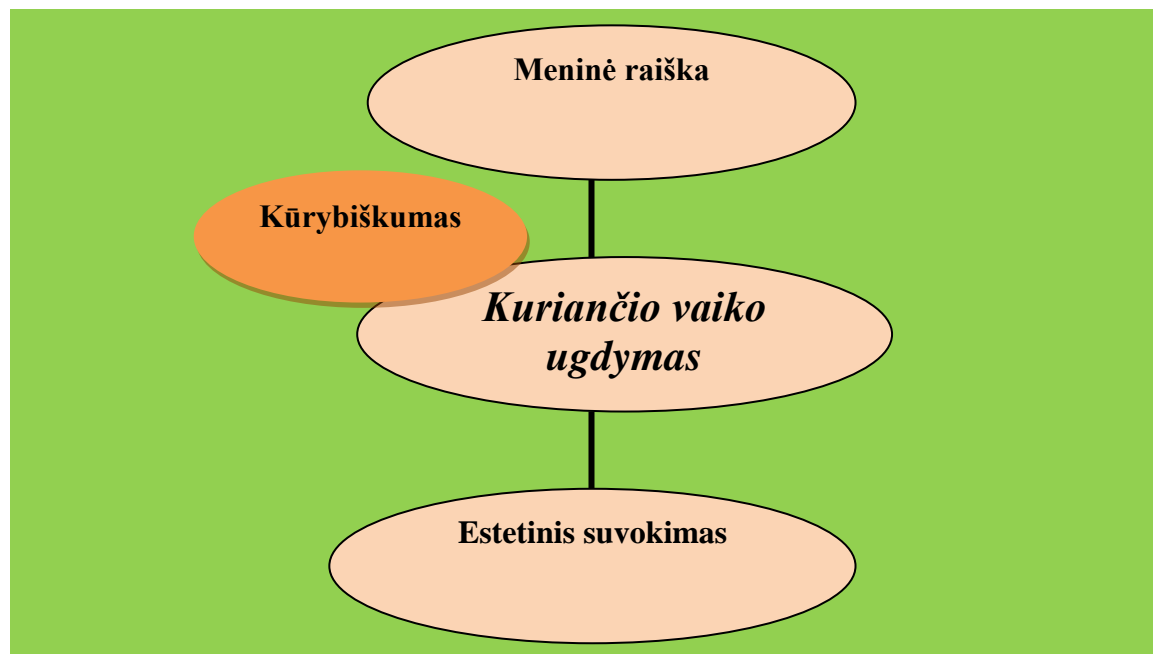 Meninė raiška
Kūrybiškumas
Kuriančio vaiko
ugdymas
Estetinis suvokimas